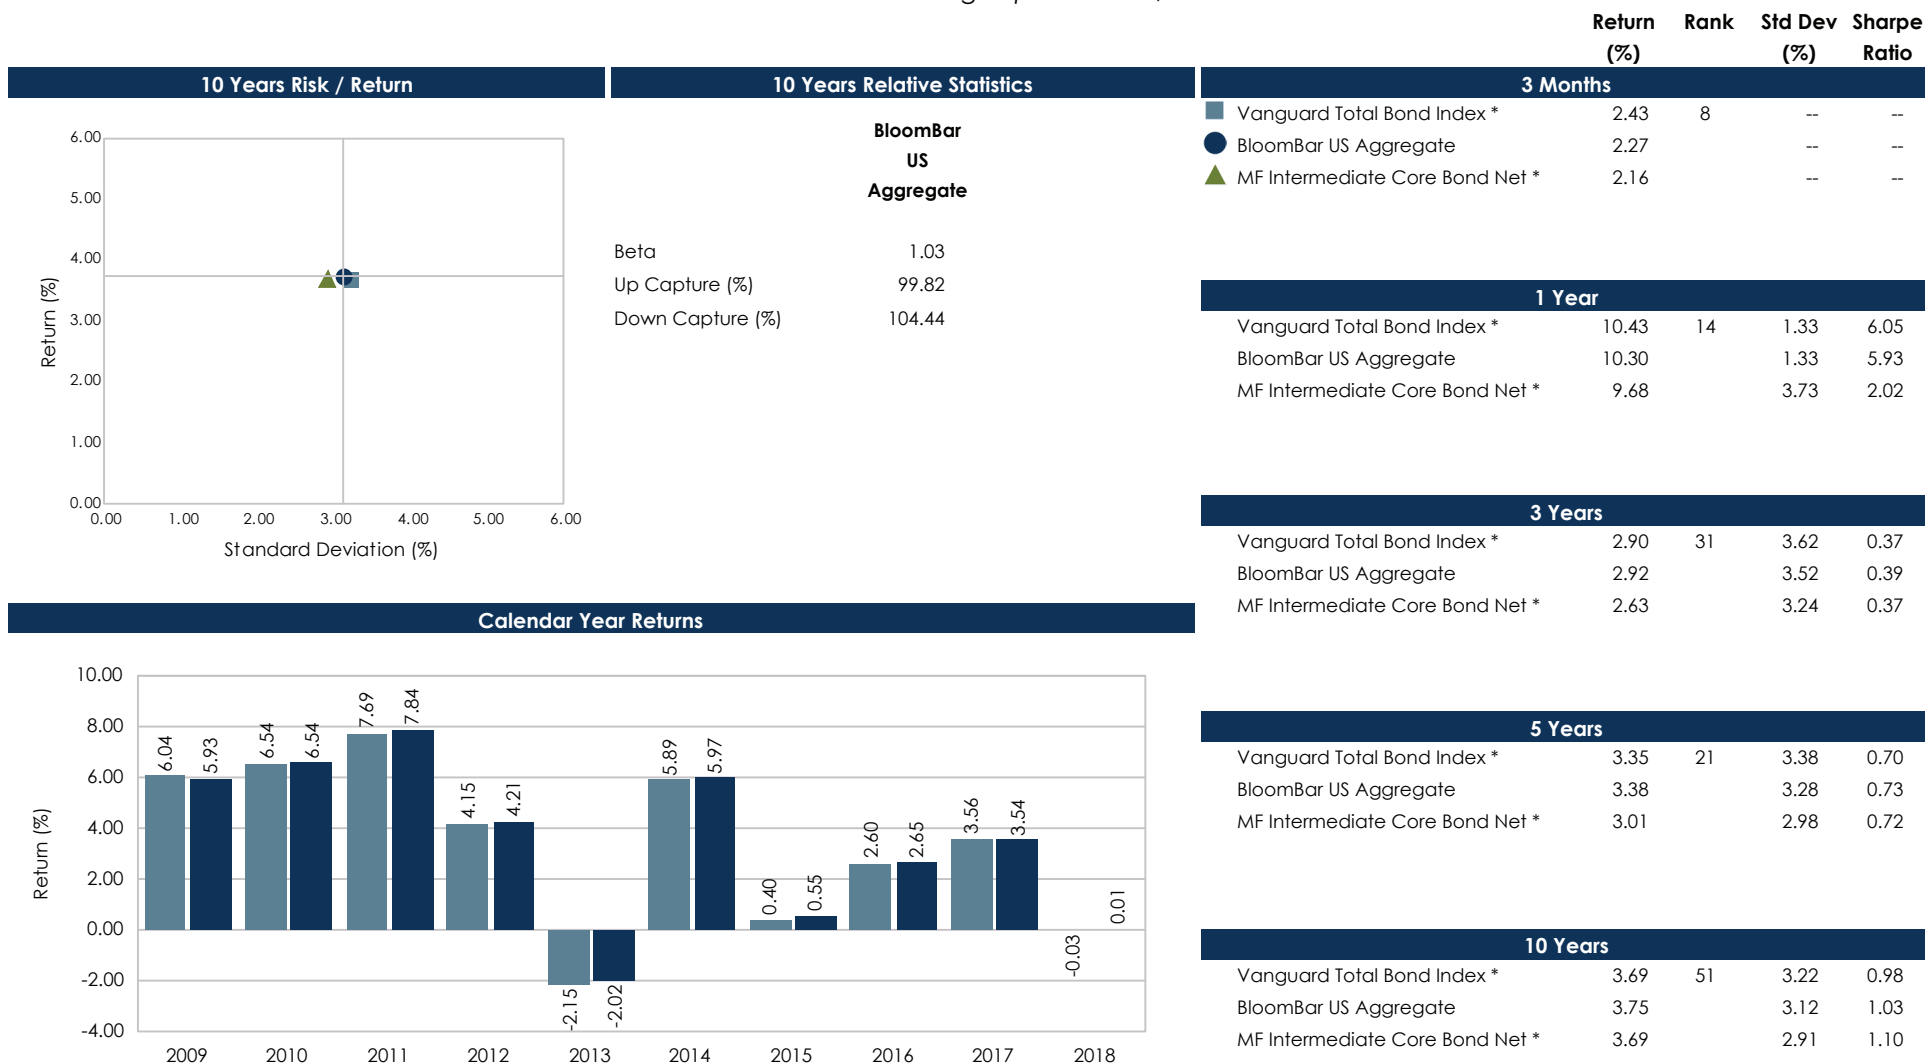 Return Rank Std Dev Sharpe
(%) (%) Ratio
10 Years Risk / Return
6.00
5.00
4.00
3.00
2.00
1.00
0.00
Return (%)
0.00 1.00 2.00 3.00 4.00 5.00 6.00
Standard Deviation (%)
10 Years Relative Statistics
BloomBar
US
Aggregate
Beta 1.03
Up Capture (%) 99.82
Down Capture (%) 104.44
3 Months
Vanguard Total Bond Index * 2.43 8 -- --
BloomBar US Aggregate 2.27 -- --
MF Intermediate Core Bond Net * 2.16 -- --
1 Year
Vanguard Total Bond Index * 10.43 14 1.33 6.05
BloomBar US Aggregate 10.30 1.33 5.93
MF Intermediate Core Bond Net * 9.68 3.73 2.02
3 Years
Vanguard Total Bond Index * 2.90 31 3.62 0.37
BloomBar US Aggregate 2.92 3.52 0.39
MF Intermediate Core Bond Net * 2.63 3.24 0.37
5 Years
Vanguard Total Bond Index * 3.35 21 3.38 0.70
BloomBar US Aggregate 3.38 3.28 0.73
MF Intermediate Core Bond Net * 3.01 2.98 0.72
10 Years
Vanguard Total Bond Index * 3.69 51 3.22 0.98
BloomBar US Aggregate 3.75 3.12 1.03
MF Intermediate Core Bond Net * 3.69 2.91 1.10
Calendar Year Returns
10.00
8.00
6.00
4.00
2.00
0.00
-2.00
-4.00
Return (%)
6.04 5.93 6.54 6.54 7.69 7.84 4.15 4.21 -2.15 -2.02 5.89 5.97 0.40 0.55 2.60 2.65 3.56 3.54 -0.03 0.01
2009 2010 2011 2012 2013 2014 2015 2016 2017 2018